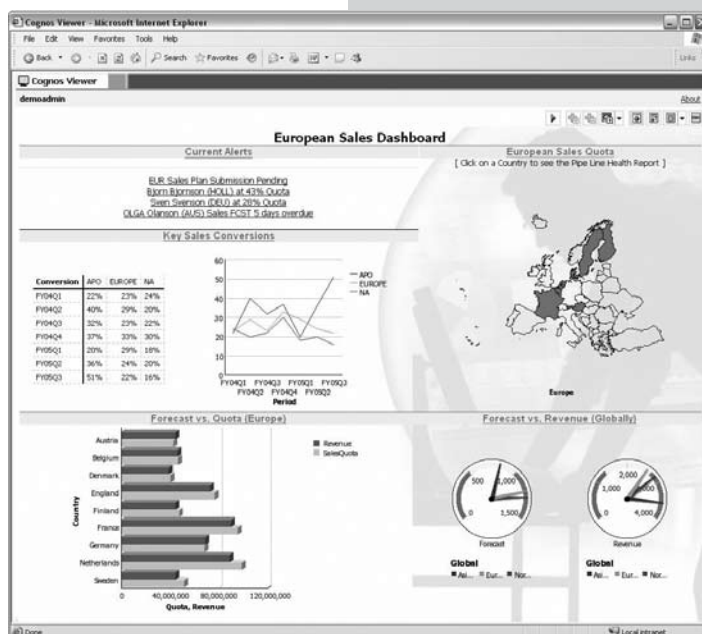 Cognos Viewer - Microsoft Internet Explorer
File Edit View Favorites Tools Help
Back Search Favorites Links
Cognos Viewer
demoadmin About
European Sales Dashboard
Current Alerts
EUR Sales Plan Submission Pending
Bjorn Bjornson (HOLL) at 43% Quota
Sven Svenson (DEU) at 28% Quota
OLGA Olanson (AUS) Sales FCST 5 days overdue
European Sales Quota
[ Click on a Country to see the Pipe Line Health Report ]
Europe
Key Sales Conversions
Conversion APO EUROPE NA
FY04Q1 22% 23% 24%
FY04Q2 40% 29% 20%
FY04Q3 32% 23% 22%
FY04Q4 37% 33% 30%
FY05Q1 20% 29% 18%
FY05Q2 36% 24% 20%
FY05Q3 51% 22% 16%
60
50
40
30
20
10
0
FY04Q1 FY04Q3 FY05Q1 FY05Q3
FY04Q2 FY04Q4 FY05Q2
Period
APO
EUROPE
NA
Forecast vs. Quota (Europe)
Country
Austria
Belgium
Denmark
England
Finland
France
Germany
Netherlands
Sweden
0 40,000,000 80,000,000 120,000,000
Quota, Revenue
Revenue
SalesQuota
Forecast vs. Revenue (Globally)
500 1,000
0 1,500
Forecast
Global
Asi... Eur... Nor...
2,000
1,000
0 4,000
Revenue
Global
Asi... Eur... Nor...
Done Local intranet